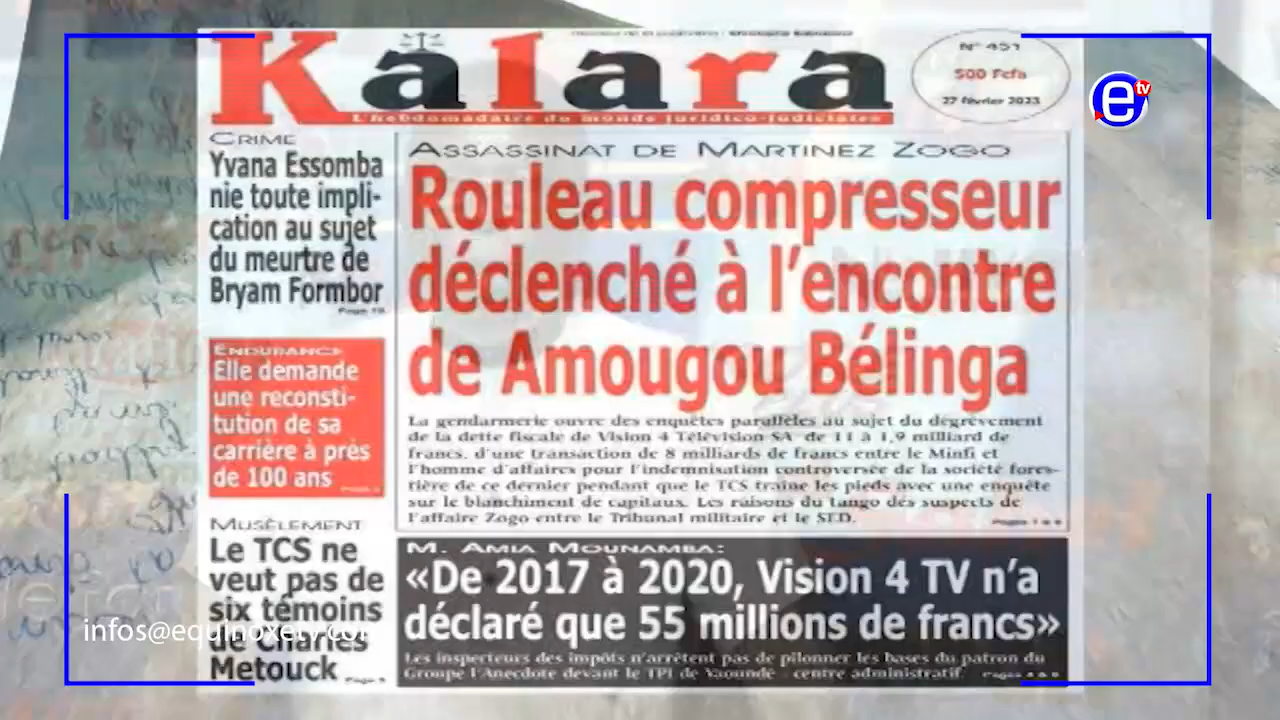 Kalara
L'hebdomadaire du monde juridico-judiciaire
N° 451
500 Fcfa
27 février 2023
e tv
CRIME
Yvana Essomba
nie toute impli-
cation au sujet
du meurtre de
Bryam Formbor
ENDURANCE
Elle demande
une reconsti-
tution de sa
carrière à près
de 100 ans
MUSÈLEMENT
Le TCS ne
veut pas de
six témoins
de Charles
Metouck
ASSASSINAT DE MARTINEZ ZOGO
Rouleau compresseur
déclenché à l'encontre
de Amougou Bélinga
La gendarmerie ouvre des enquêtes parallèles au sujet du dégrèvement
de la dette fiscale de Vision 4 Télévision SA de 11 à 1,9 milliard de
francs, d'une transaction de 8 milliards de francs entre le Minfi et
l'homme d'affaires pour l'indemnisation controversée de la société fores-
tière de ce dernier pendant que le TCS traîne les pieds avec une enquête
sur le blanchiment de capitaux. Les raisons du tango des suspects de
l'affaire Zogo entre le Tribunal militaire et le SED.
M. AMIA MOUNAMBA:
«De 2017 à 2020, Vision 4 TV n'a
déclaré que 55 millions de francs»
Les inspecteurs des impôts n'arrêtent pas de pilonner les bases du patron du
Groupe l'Anecdote devant le TPI de Yaoundé - centre administratif
infos@equinoxetv.com